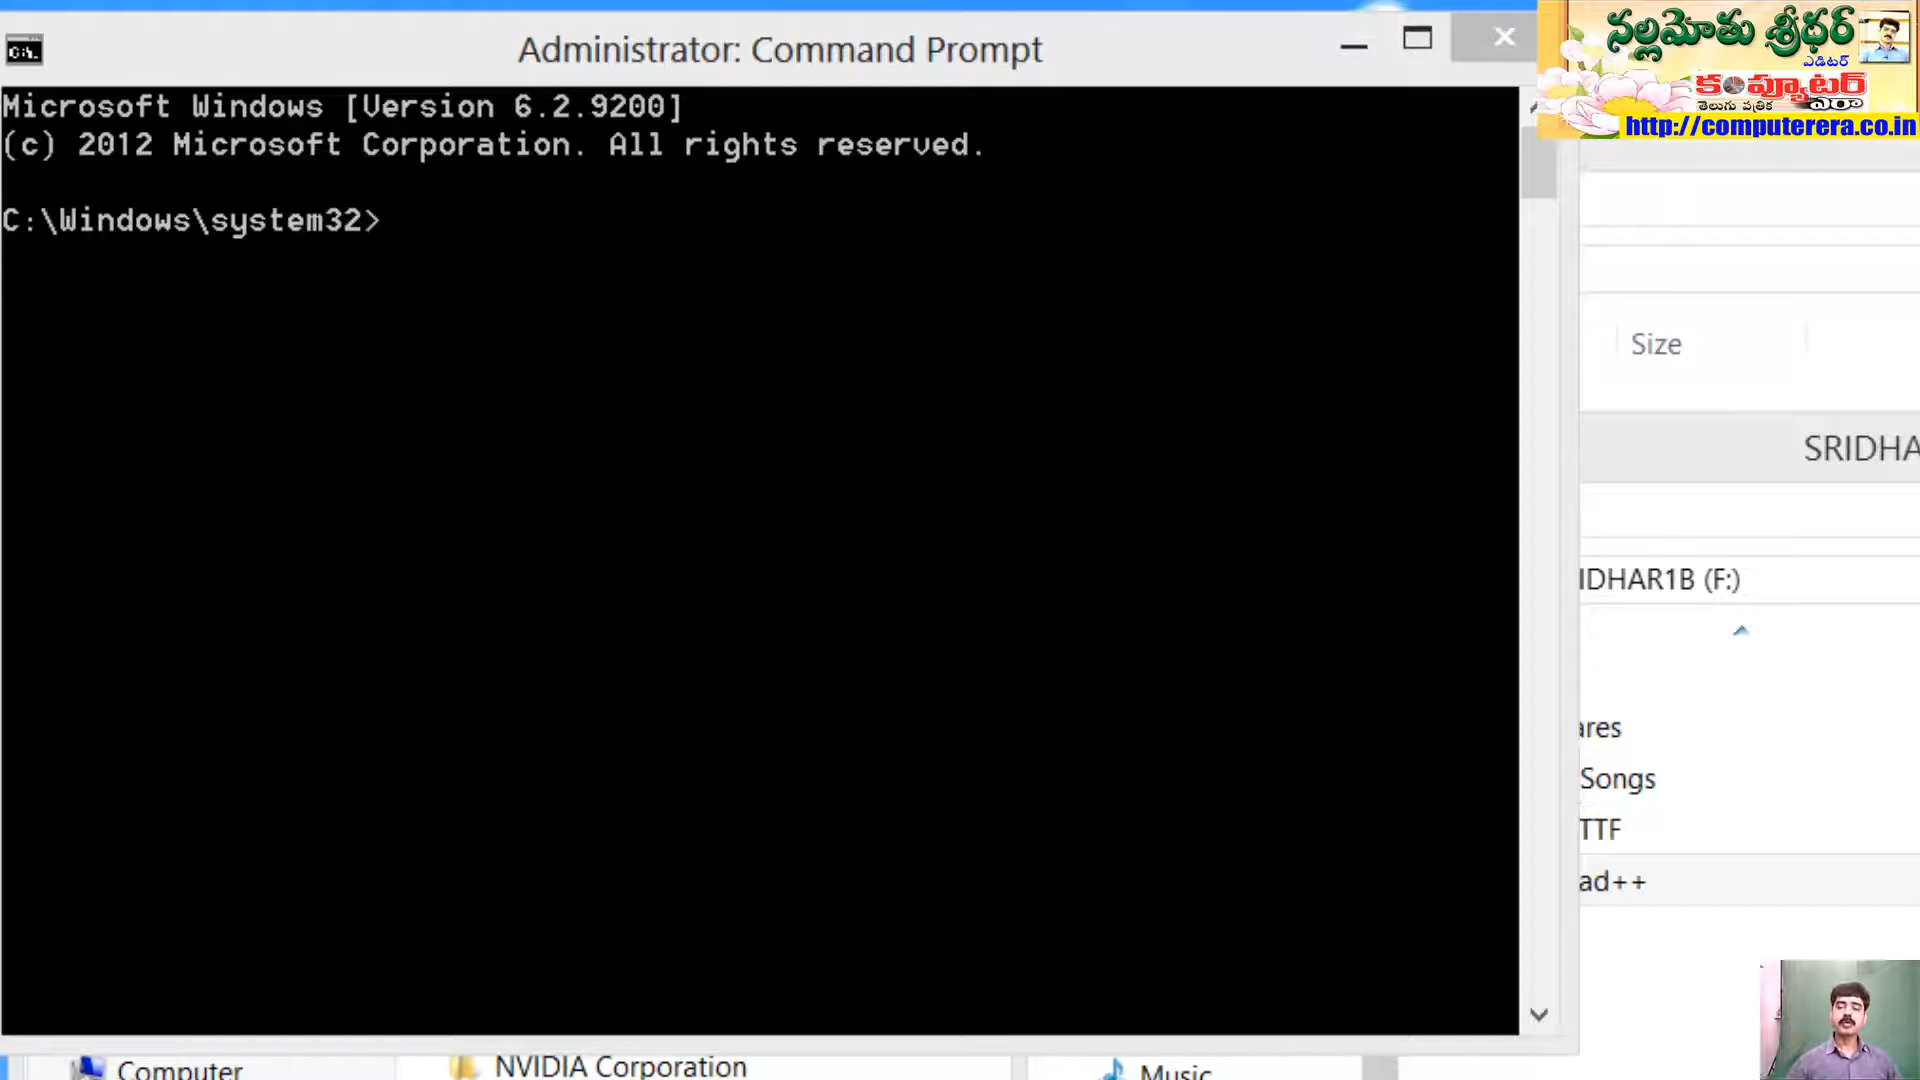 Administrator: Command Prompt
నల్లమోతు శ్రీధర్
ఎడిటర్
కంప్యూటర్
తెలుగు పత్రిక ఎరా
http://computerera.co.in
Microsoft Windows [Version 6.2.9200]
(c) 2012 Microsoft Corporation. All rights reserved.
C:\Windows\system32>
Size
SRIDHA
IDHAR1B (F:)
ares
Songs
TTF
ad++
Computer
NVIDIA Corporation
Music